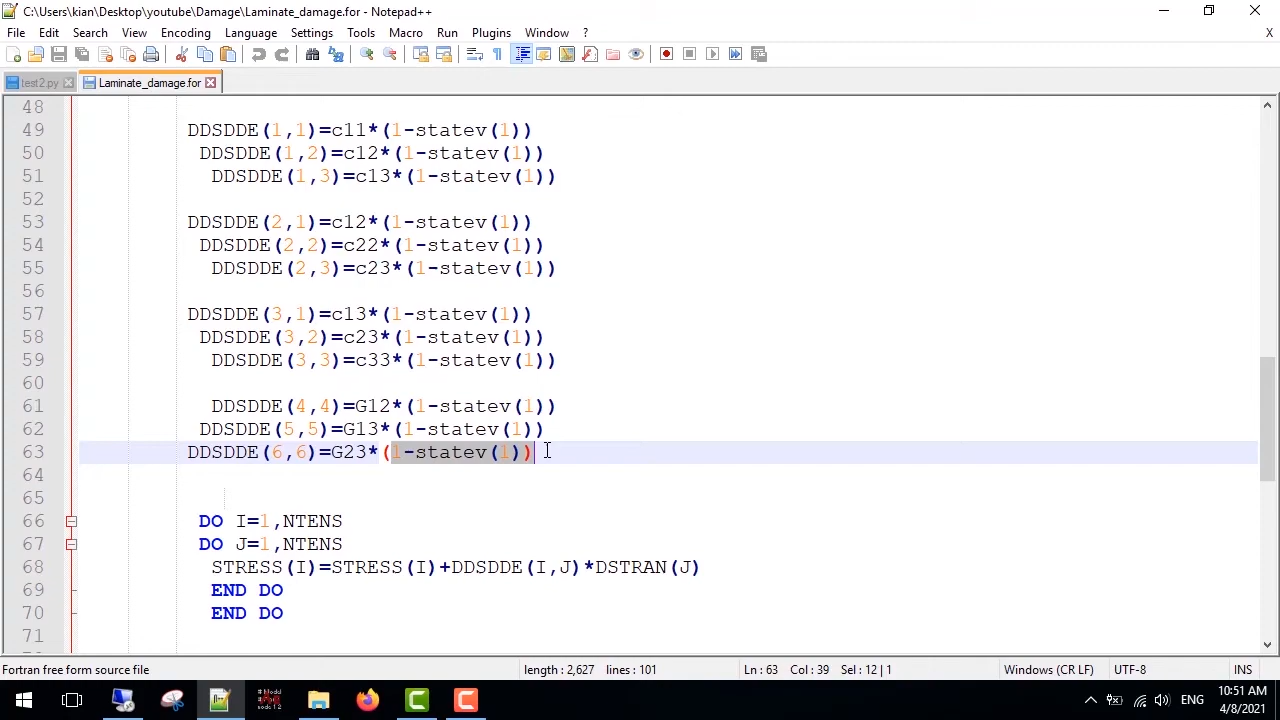 C:\Users\kian\Desktop\youtube\Damage\Laminate_damage.for - Notepad++
File Edit Search View Encoding Language Settings Tools Macro Run Plugins Window ? X
test2.py Laminate_damage.for
48
49 DDSDDE(1,1)=c11*(1-statev(1))
50 DDSDDE(1,2)=c12*(1-statev(1))
51 DDSDDE(1,3)=c13*(1-statev(1))
52
53 DDSDDE(2,1)=c12*(1-statev(1))
54 DDSDDE(2,2)=c22*(1-statev(1))
55 DDSDDE(2,3)=c23*(1-statev(1))
56
57 DDSDDE(3,1)=c13*(1-statev(1))
58 DDSDDE(3,2)=c23*(1-statev(1))
59 DDSDDE(3,3)=c33*(1-statev(1))
60
61 DDSDDE(4,4)=G12*(1-statev(1))
62 DDSDDE(5,5)=G13*(1-statev(1))
63 DDSDDE(6,6)=G23*(1-statev(1))
64
65
66 DO I=1,NTENS
67 DO J=1,NTENS
68 STRESS(I)=STRESS(I)+DDSDDE(I,J)*DSTRAN(J)
69 END DO
70 END DO
71
Fortran free form source file length : 2,627 lines : 101 Ln : 63 Col : 39 Sel : 12 | 1 Windows (CR LF) UTF-8 INS
ENG 10:51 AM
4/8/2021